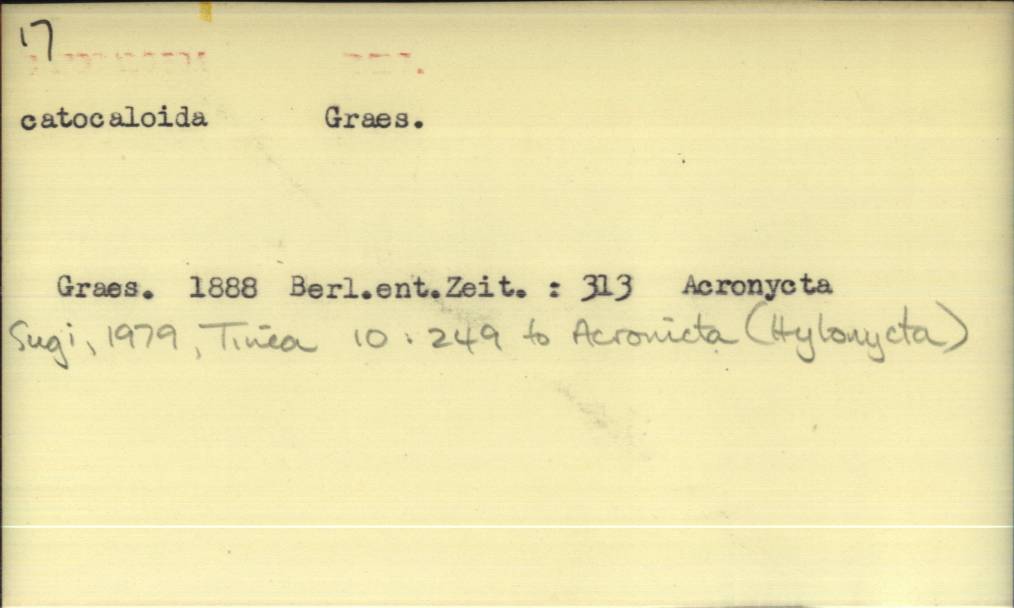 17
catocaloida Graes.
Graes. 1888 Berl.ent.Zeit. : 313 Acronycta
Sugi, 1979, Tinea 10 : 249 to Acronicta (Hylonycta)